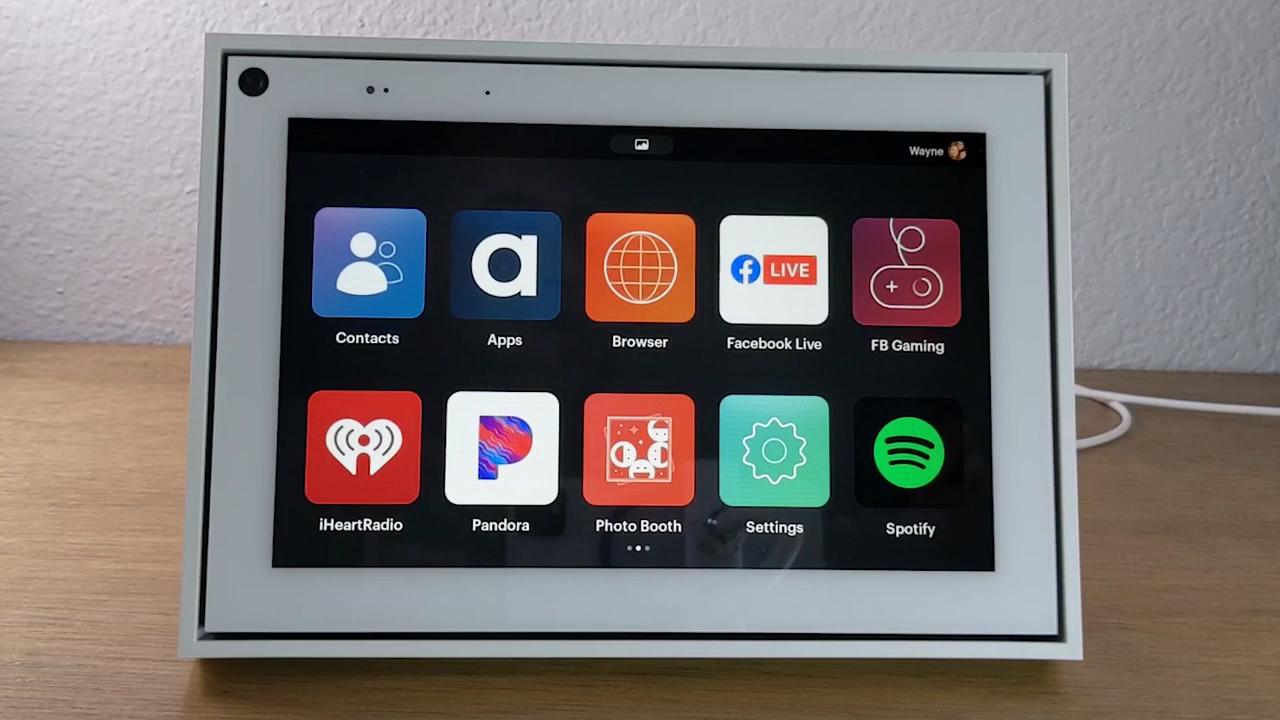 Wayne
a
LIVE
Contacts
Apps
Browser
Facebook Live
FB Gaming
P
iHeartRadio
Pandora
Photo Booth
Settings
Spotify